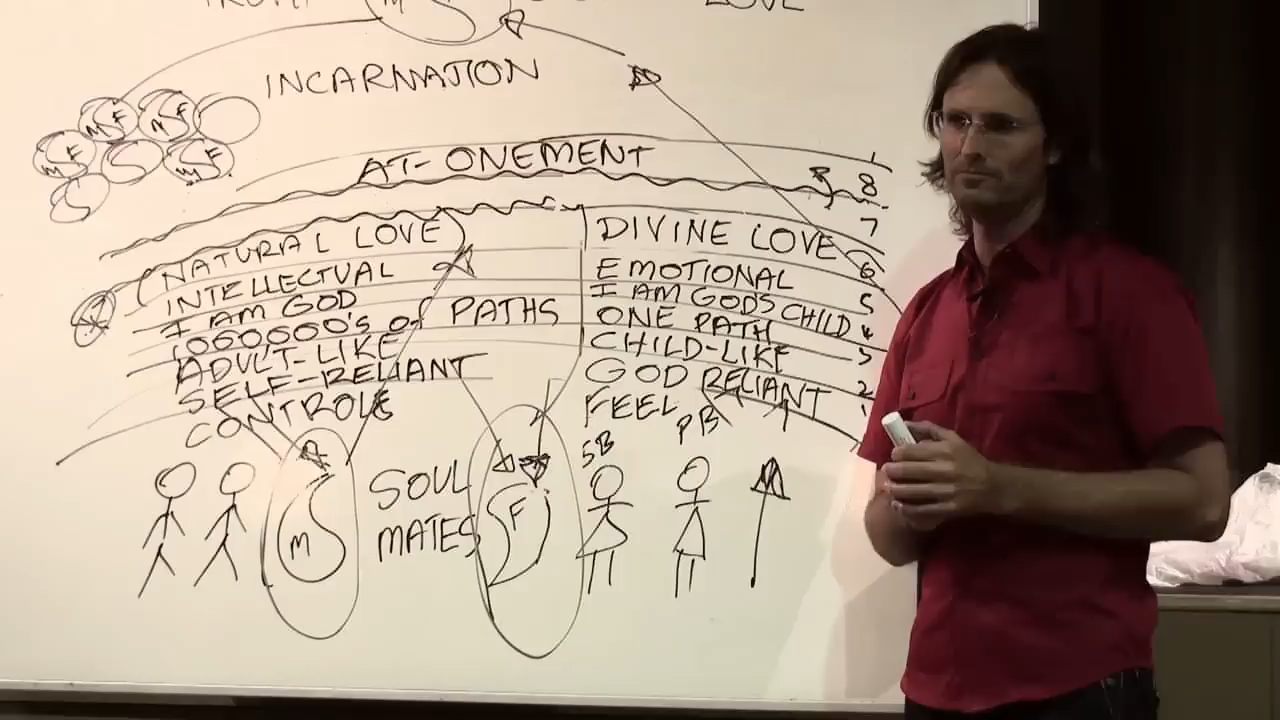 TRUTH LOVE
M
INCARNATION
M F M F
M F M F
AT-ONEMENT
8
7
NATURAL LOVE DIVINE LOVE 6
INTELLECTUAL EMOTIONAL 5
I AM GOD I AM GODS CHILD 4
1000000's of PATHS ONE PATH 3
ADULT-LIKE CHILD-LIKE 2
SELF-RELIANT GOD RELIANT 1
CONTROLE FEEL
SB PB
SOUL
MATES
M F